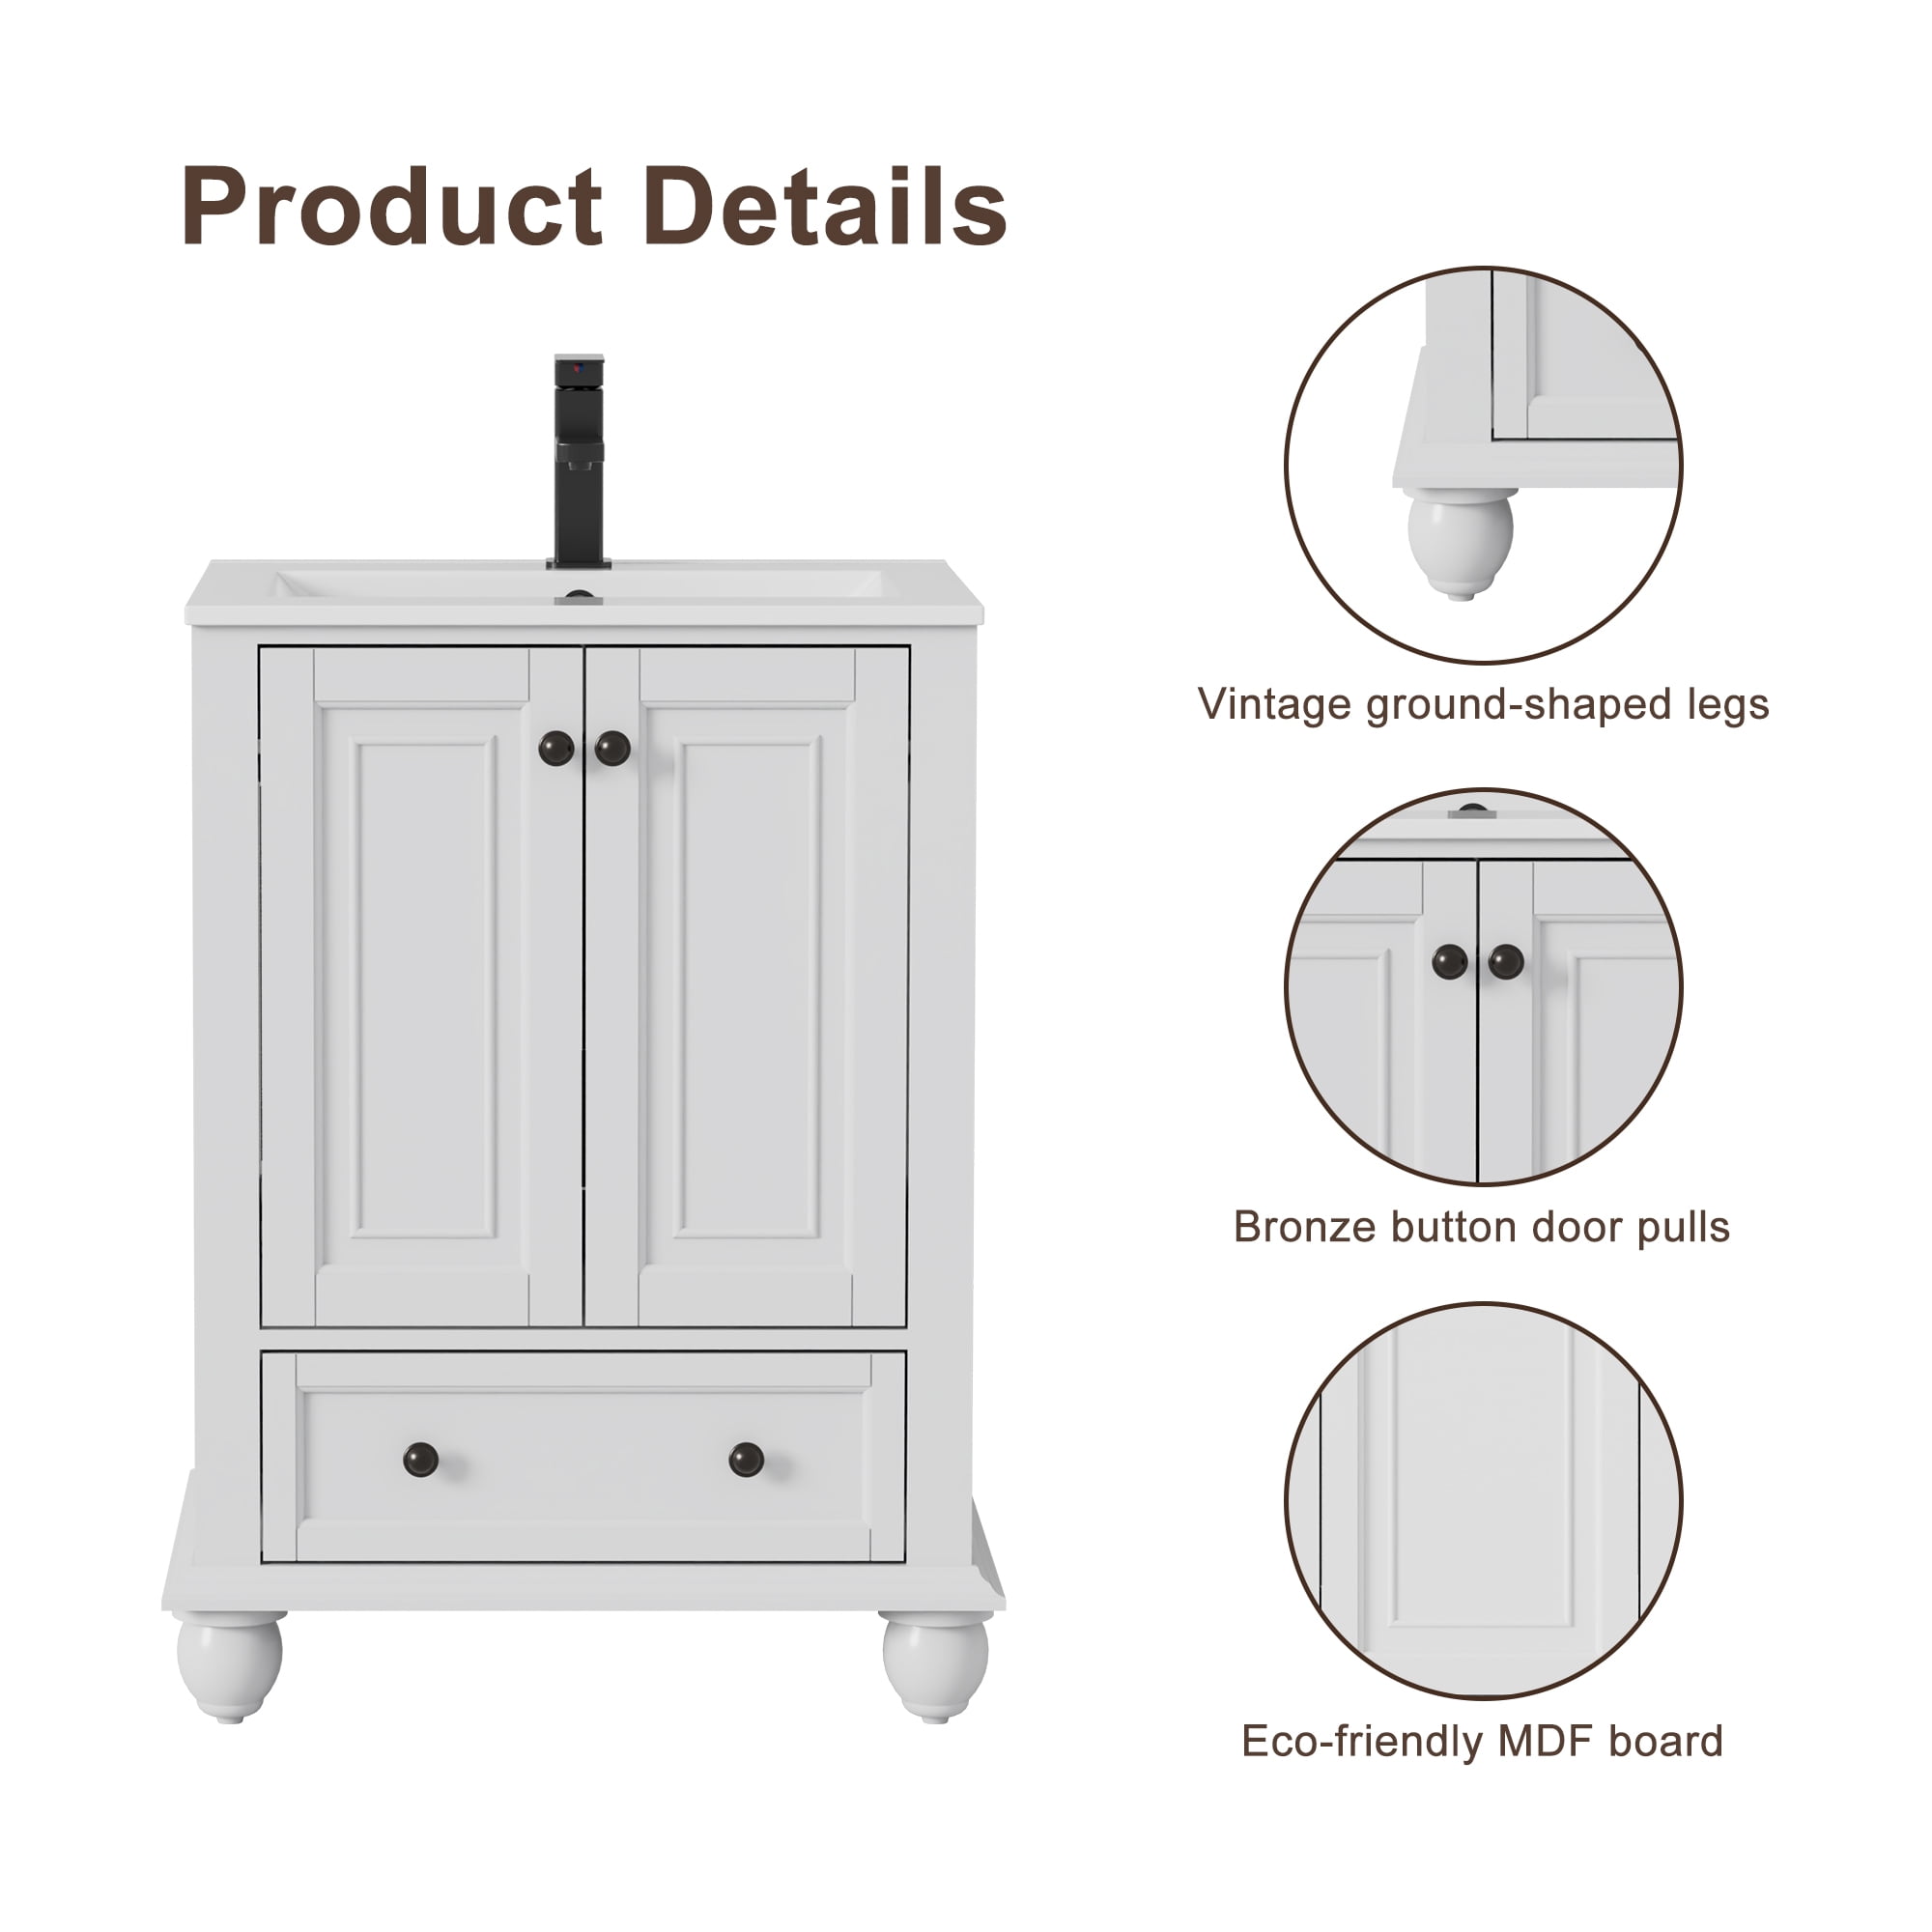 Product Details
Vintage ground-shaped legs
Bronze button door pulls
Eco-friendly MDF board